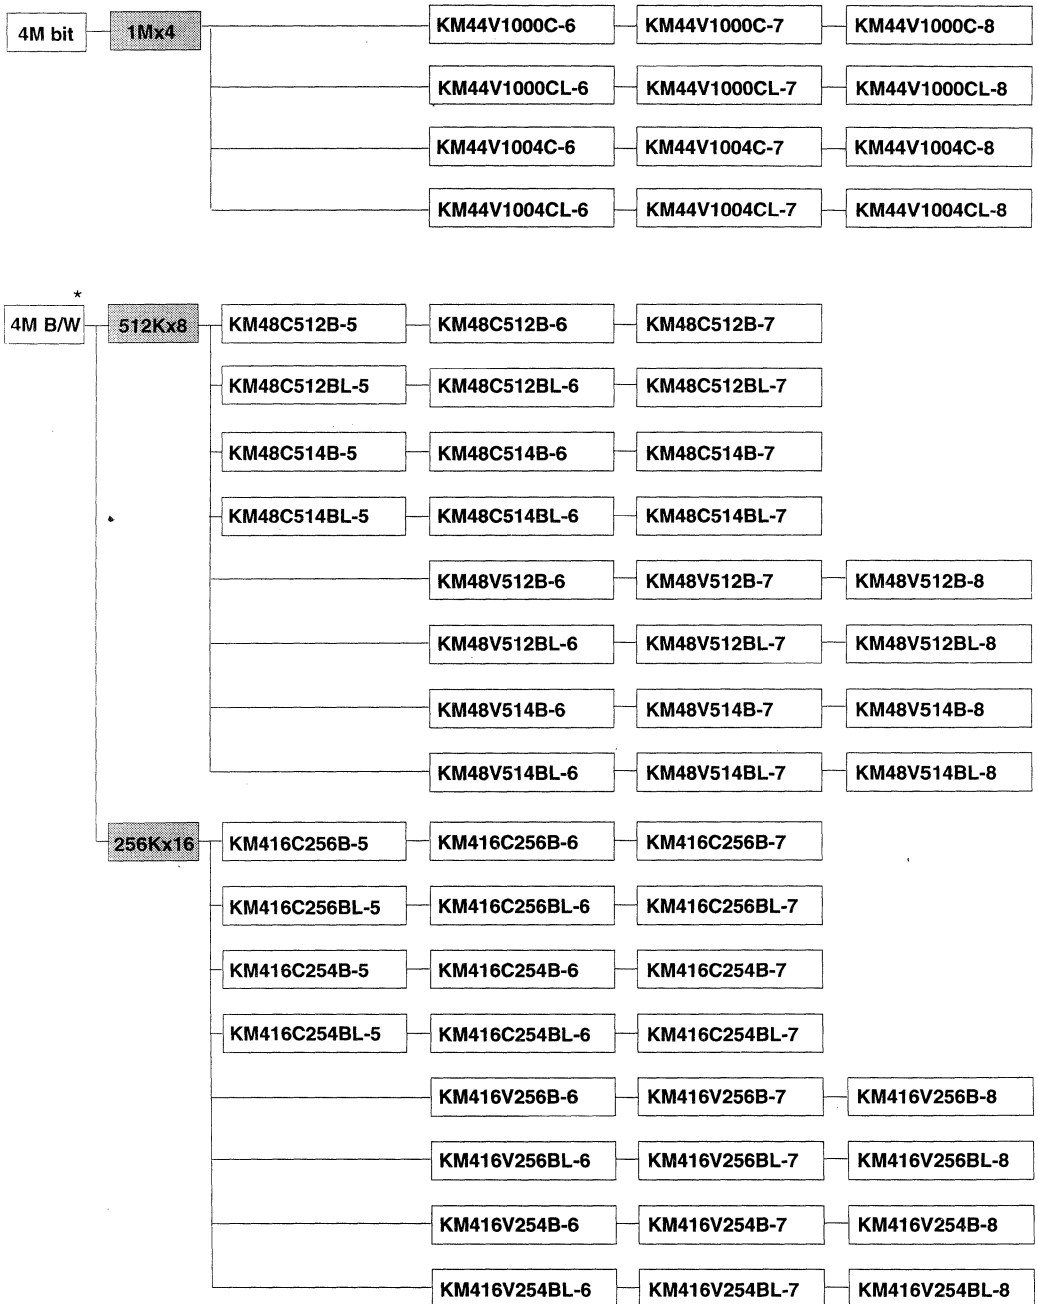 4M bit 1Mx4 KM44V1000C-6 KM44V1000C-7 KM44V1000C-8
KM44V1000CL-6 KM44V1000CL-7 KM44V1000CL-8
KM44V1004C-6 KM44V1004C-7 KM44V1004C-8
KM44V1004CL-6 KM44V1004CL-7 KM44V1004CL-8
*
4M B/W 512Kx8 KM48C512B-5 KM48C512B-6 KM48C512B-7
KM48C512BL-5 KM48C512BL-6 KM48C512BL-7
KM48C514B-5 KM48C514B-6 KM48C514B-7
KM48C514BL-5 KM48C514BL-6 KM48C514BL-7
KM48V512B-6 KM48V512B-7 KM48V512B-8
KM48V512BL-6 KM48V512BL-7 KM48V512BL-8
KM48V514B-6 KM48V514B-7 KM48V514B-8
KM48V514BL-6 KM48V514BL-7 KM48V514BL-8
256Kx16 KM416C256B-5 KM416C256B-6 KM416C256B-7
KM416C256BL-5 KM416C256BL-6 KM416C256BL-7
KM416C254B-5 KM416C254B-6 KM416C254B-7
KM416C254BL-5 KM416C254BL-6 KM416C254BL-7
KM416V256B-6 KM416V256B-7 KM416V256B-8
KM416V256BL-6 KM416V256BL-7 KM416V256BL-8
KM416V254B-6 KM416V254B-7 KM416V254B-8
KM416V254BL-6 KM416V254BL-7 KM416V254BL-8